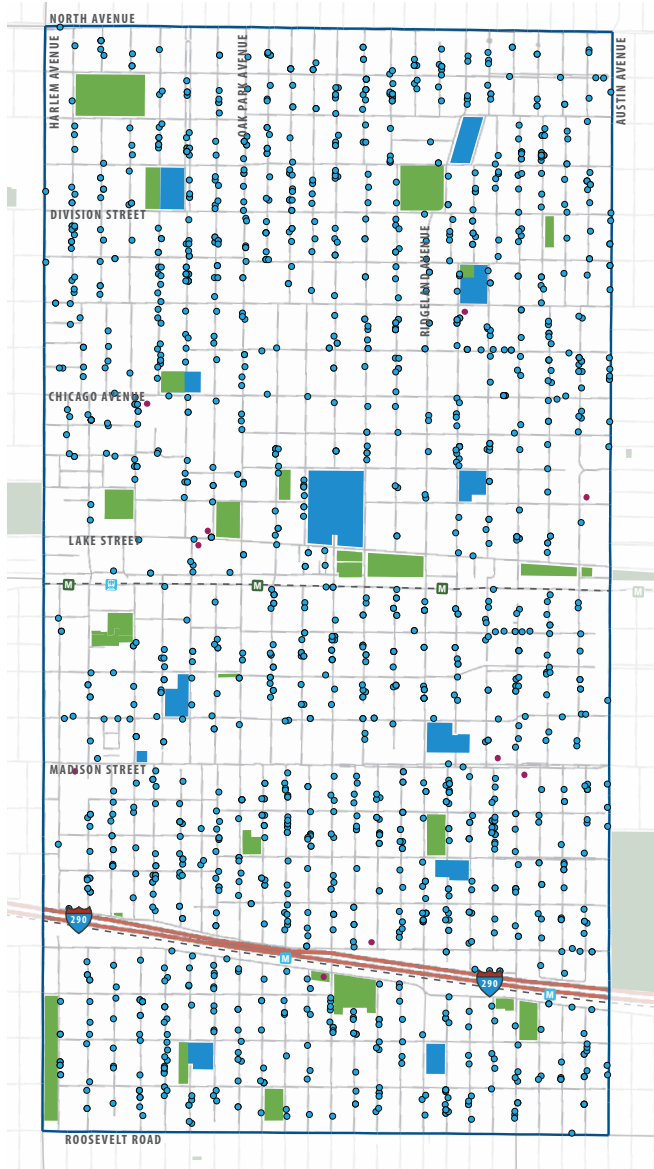 NORTH AVENUE
HARLEM AVENUE
OAK PARK AVENUE
AUSTIN AVENUE
DIVISION STREET
RIDGELAND AVENUE
CHICAGO AVENUE
LAKE STREET
M
M
M
M
MADISON STREET
290
M
290
M
ROOSEVELT ROAD